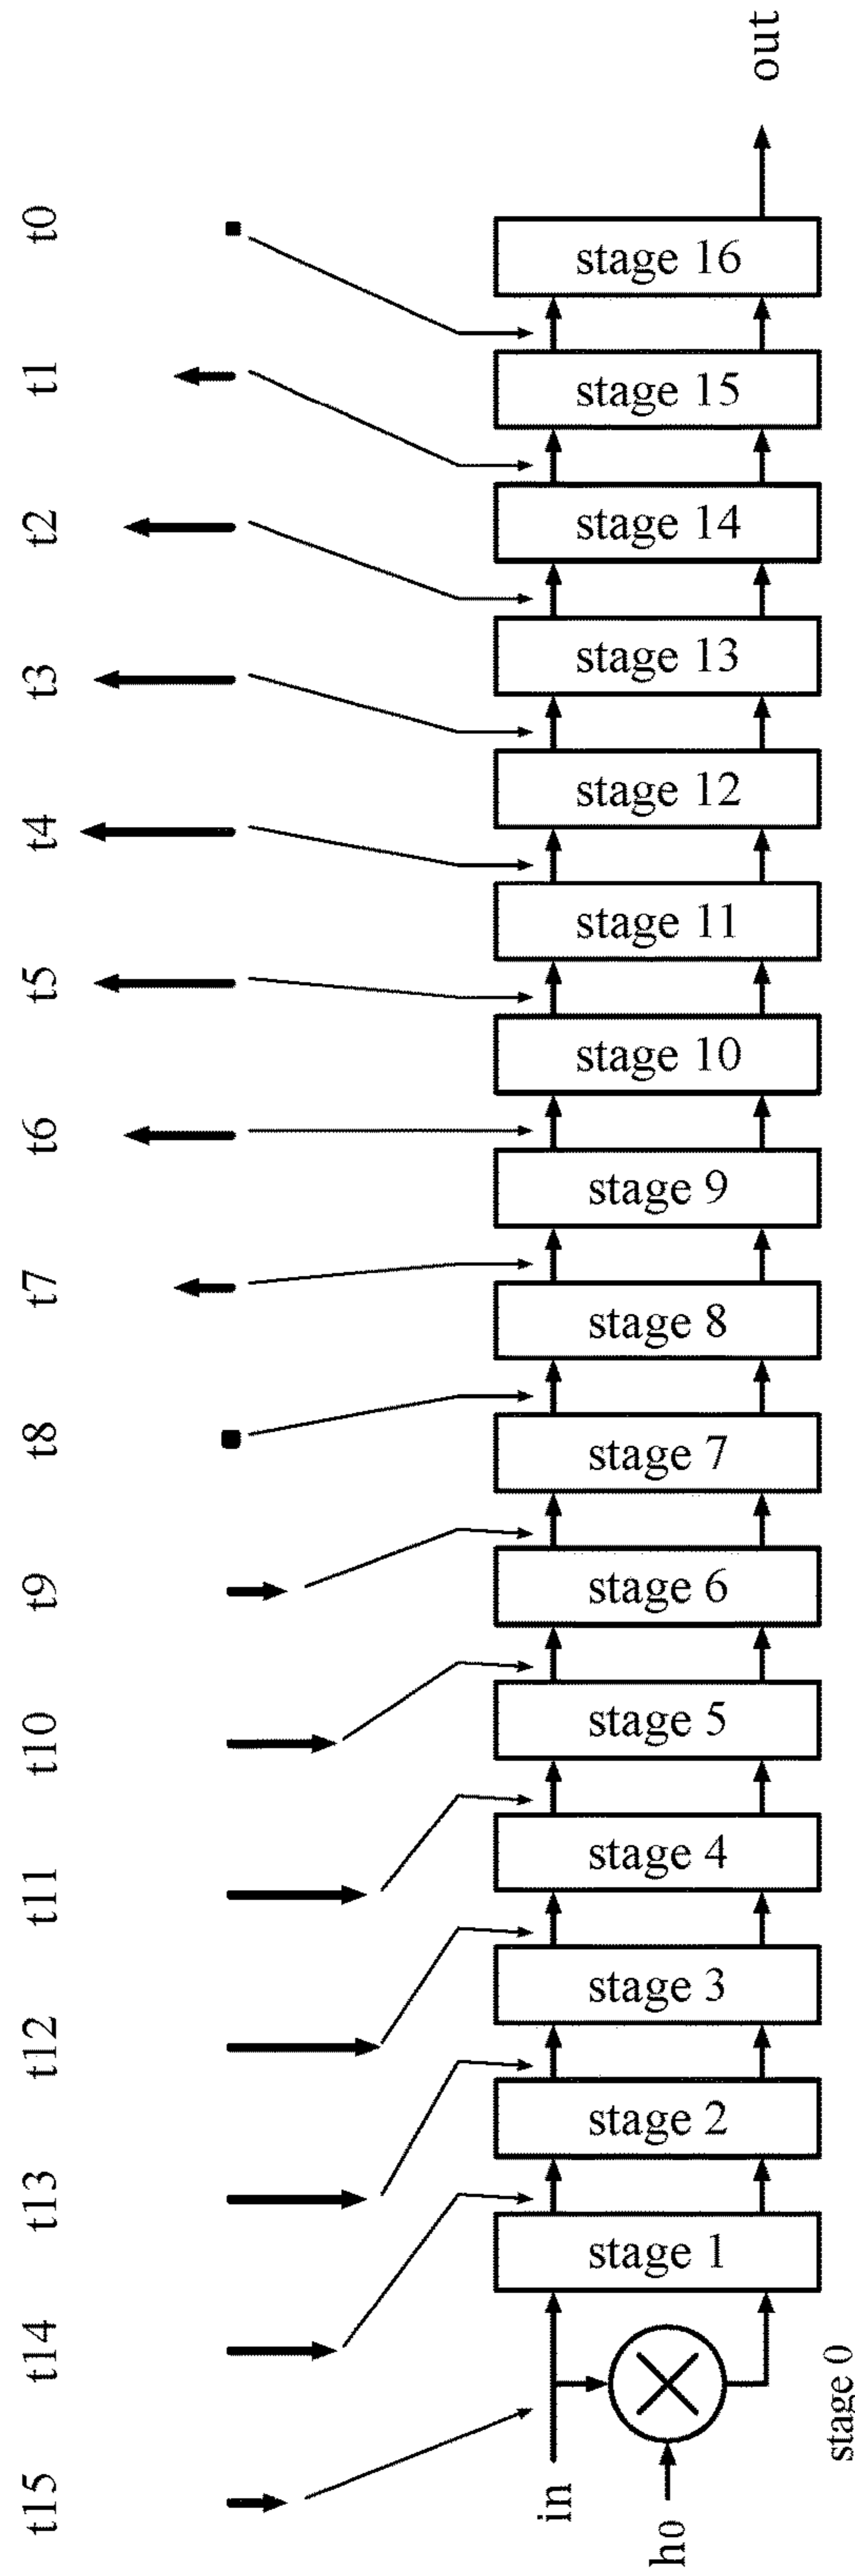 t15 t14 t13 t12 t11 t10 t9 t8 t7 t6 t5 t4 t3 t2 t1 t0
in
h0
stage 0
stage 1
stage 2
stage 3
stage 4
stage 5
stage 6
stage 7
stage 8
stage 9
stage 10
stage 11
stage 12
stage 13
stage 14
stage 15
stage 16
out